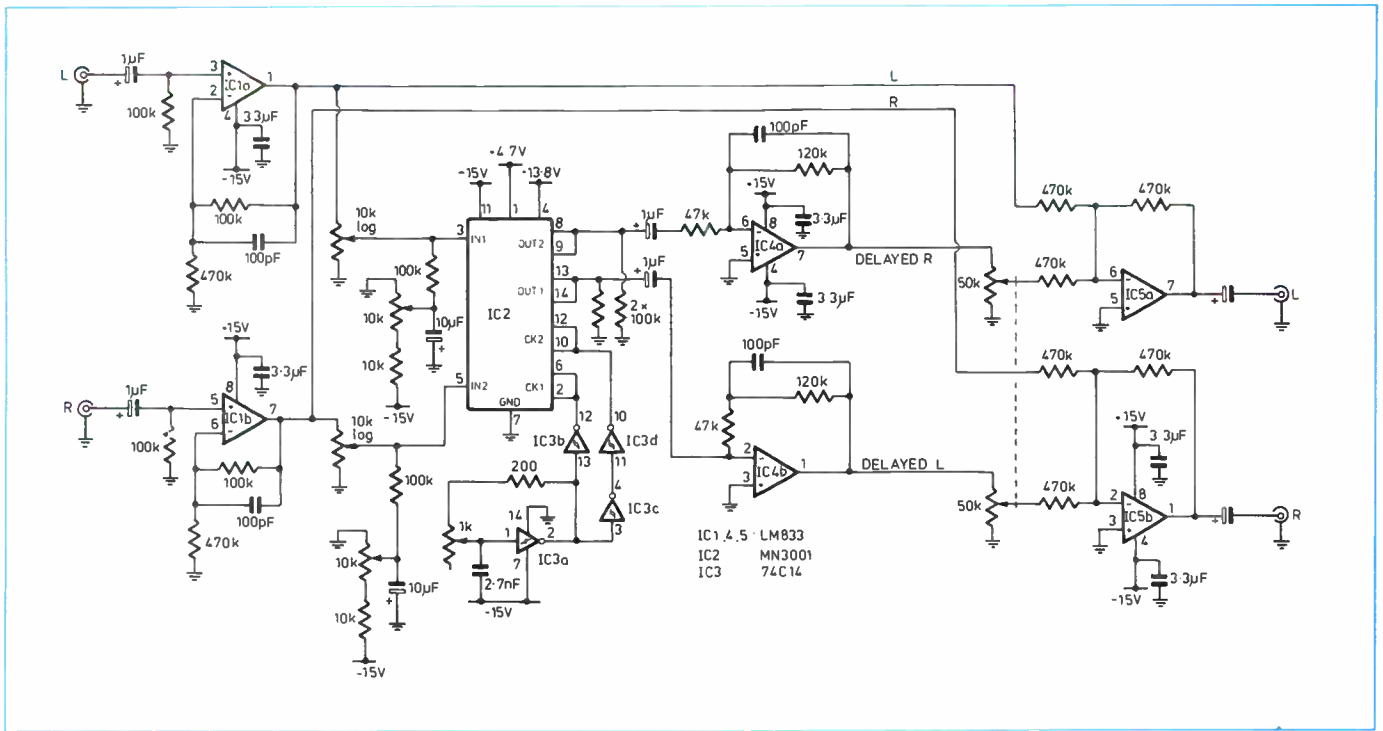 L
1µF
+
100k
3
2
1
IC1a
4
3.3µF
-15V
100k
100pF
470k
R
1µF
+
100k
-15V
8
3.3µF
5
6
7
IC1b
100k
100pF
470k
10k
log
10k
log
100k
10k
10µF
+
10k
-15V
100k
10k
10µF
+
10k
-15V
L
R
-15V
11
+4.7V
1
-13.8V
4
3
IN1
5
IN2
IC2
OUT2
8
9
OUT1
13
14
CK2
12
10
CK1
6
2
GND
7
12
IC3b
13
10
IC3d
11
4
IC3c
3
200
1k
14
1
2
7
IC3a
2.7nF
-15V
2 ×
100k
+
1µF
+
1µF
47k
100pF
120k
-15V
8
3.3µF
6
5
7
IC4a
4
3.3µF
-15V
DELAYED R
100pF
120k
47k
2
3
1
IC4b
DELAYED L
IC1,4,5 LM833
IC2 MN3001
IC3 74C14
50k
50k
470k
470k
470k
6
5
7
IC5a
+
L
470k
470k
470k
-15V
3.3µF
8
2
3
1
IC5b
4
3.3µF
-15V
+
R